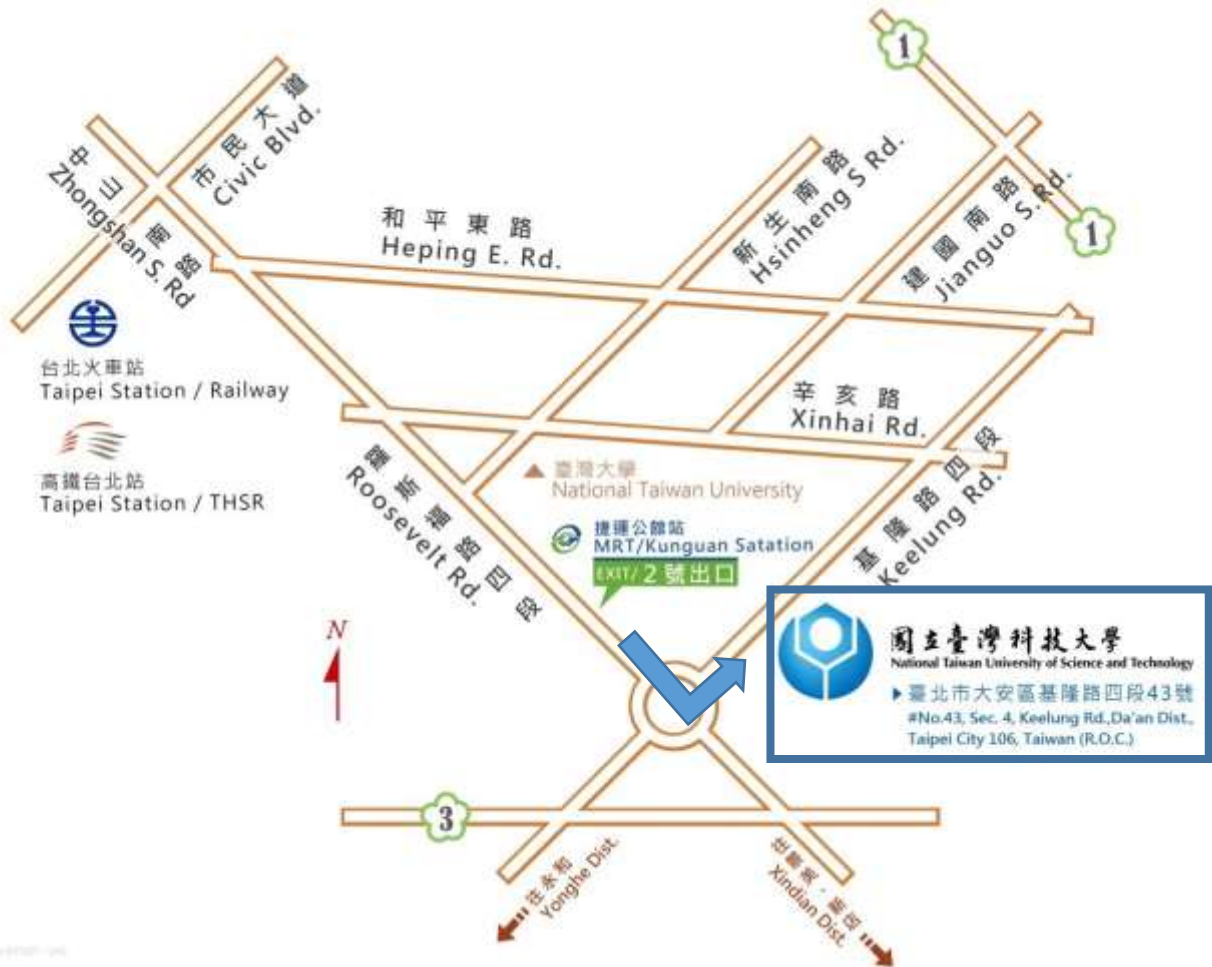 1
1
市民大道
Civic Blvd.
中山南路
Zhongshan S. Rd
和平東路
Heping E. Rd.
新生南路
Hsinheng S Rd.
建國南路
Jianguo S. Rd.
台北火車站
Taipei Station / Railway
高鐵台北站
Taipei Station / THSR
辛亥路
Xinhai Rd.
臺灣大學
National Taiwan University
捷運公館站
MRT/Kunguan Satation
EXIT/ 2 號出口
羅斯福路四段
Roosevelt Rd.
基隆路四段
Keelung Rd.
N
國立臺灣科技大學
National Taiwan University of Science and Technology
臺北市大安區基隆路四段43號
#No.43, Sec. 4, Keelung Rd.,Da'an Dist.,
Taipei City 106, Taiwan (R.O.C.)
3
往永和
Yonghe Dist.
Xindian Dist.